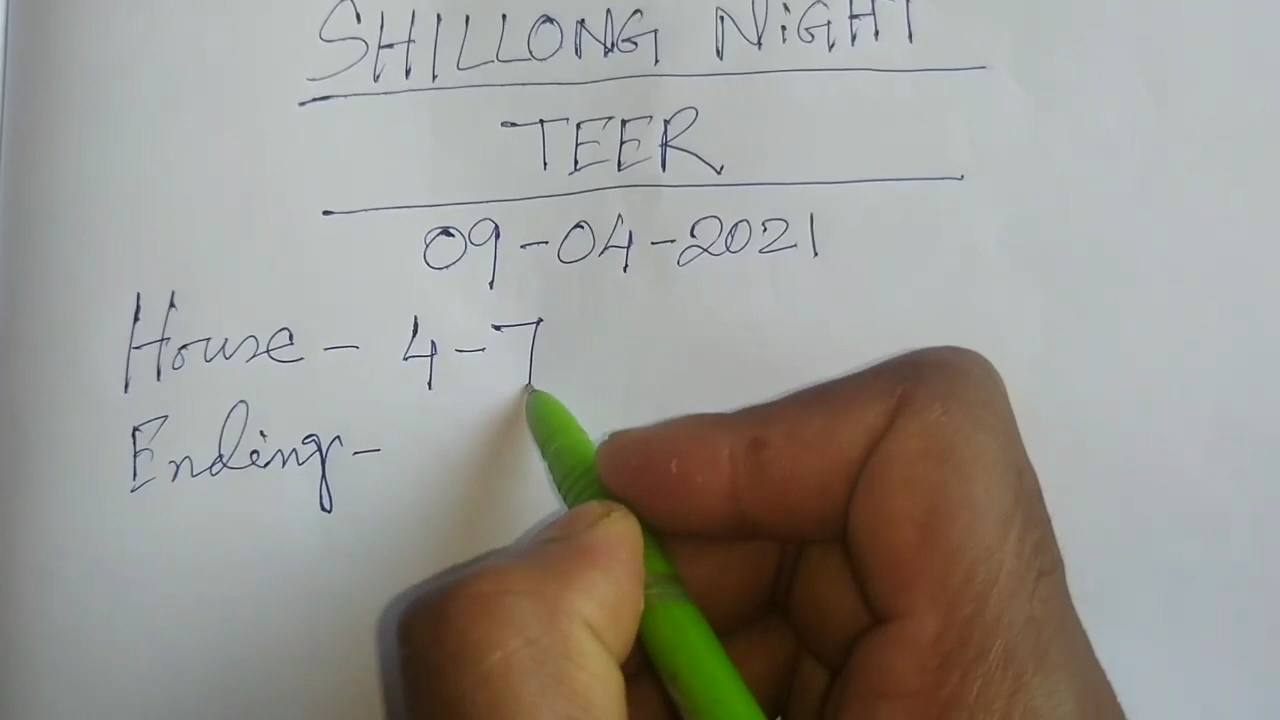 SHILLONG NiGHT
TEER
09-04-2021
House - 4-7
Ending -